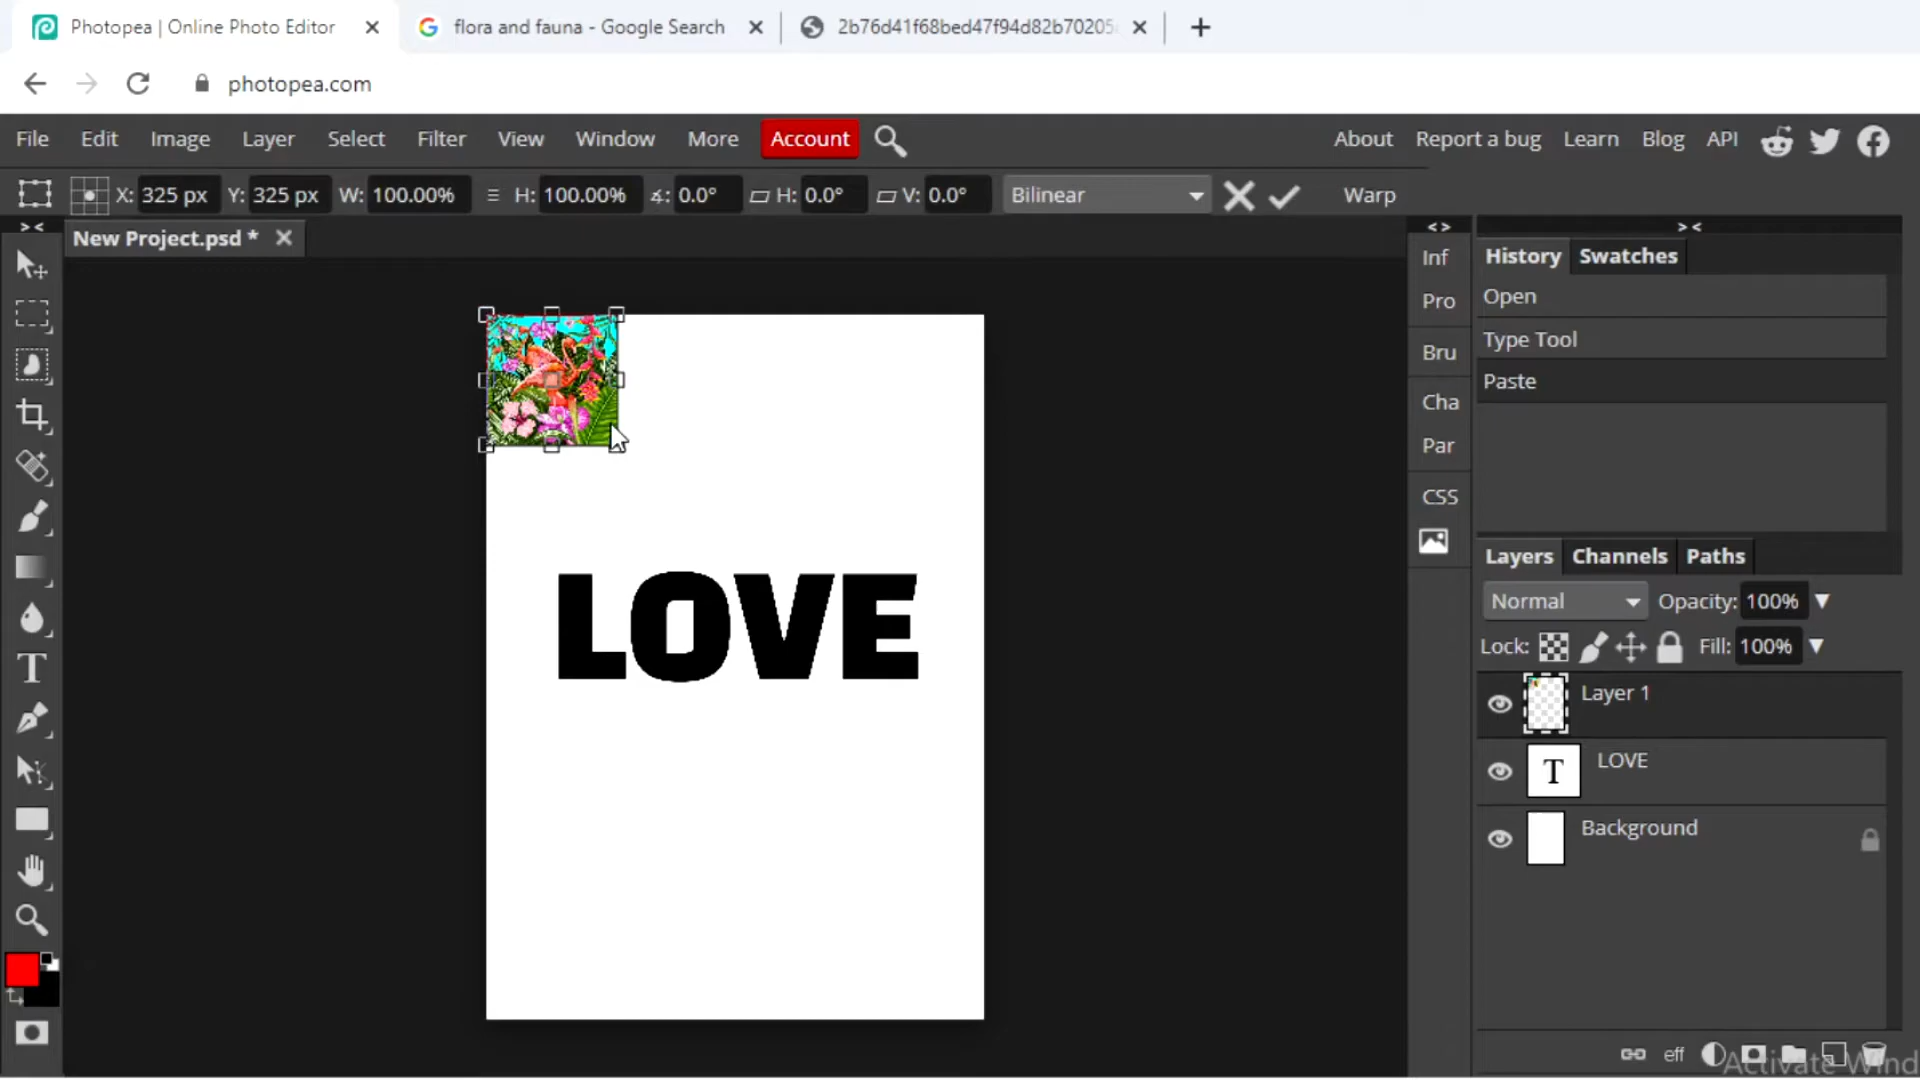 Photopea | Online Photo Editor
flora and fauna - Google Search
2b76d41f68bed47f94d82b70205
photopea.com
File Edit Image Layer Select Filter View Window More Account
About Report a bug Learn Blog API
X: 325 px Y: 325 px W: 100.00% H: 100.00% 0.0° H: 0.0° V: 0.0° Bilinear Warp
> <
New Project.psd *
< >
> <
Inf
Pro
Bru
Cha
Par
CSS
History Swatches
Open
Type Tool
Paste
LOVE
Layers Channels Paths
Normal Opacity: 100%
Lock: Fill: 100%
Layer 1
T LOVE
Background
eff
Activate Wind